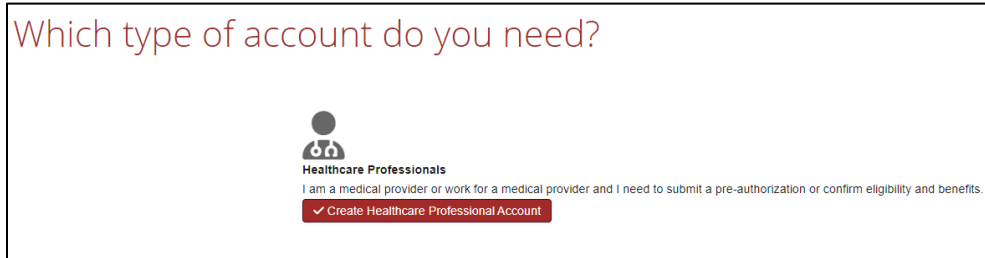 Which type of account do you need?
Healthcare Professionals
I am a medical provider or work for a medical provider and I need to submit a pre-authorization or confirm eligibility and benefits.
Create Healthcare Professional Account